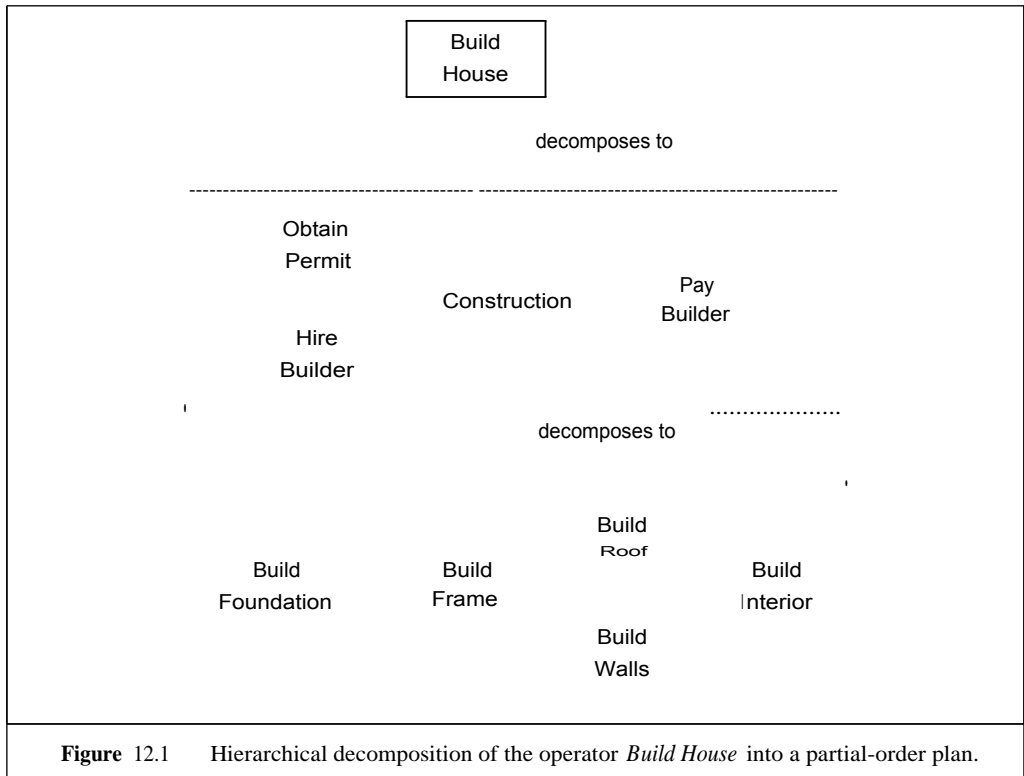 Build
House
decomposes to
Obtain
Permit
Construction
Pay
Builder
Hire
Builder
decomposes to
Build
Roof
Build
Foundation
Build
Frame
Build
Interior
Build
Walls
Figure 12.1 Hierarchical decomposition of the operator Build House into a partial-order plan.